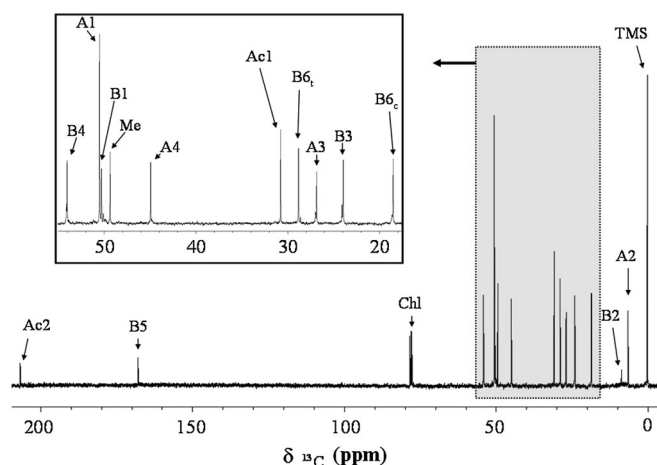 A1
TMS
Ac1
B6t
B6c
B1
B4
Me
A4
A3
B3
50 40 30 20
A2
Chl
B2
Ac2
B5
200 150 100 50 0
δ ¹³C (ppm)